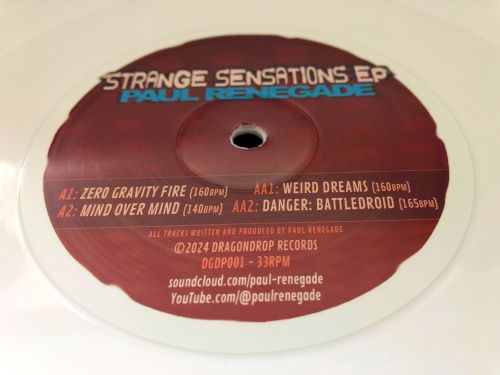 STRANGE SENSATIONS EP
PAUL RENEGADE
A1: ZERO GRAVITY FIRE (160BPM) AA1: WEIRD DREAMS (160BPM)
A2: MIND OVER MIND (140BPM) AA2: DANGER: BATTLEDROID (165BPM)
ALL TRACKS WRITTEN AND PRODUCED BY PAUL RENEGADE
©2024 DRAGONDROP RECORDS
DGDP001 - 33RPM
soundcloud.com/paul-renegade
YouTube.com/@paulrenegade